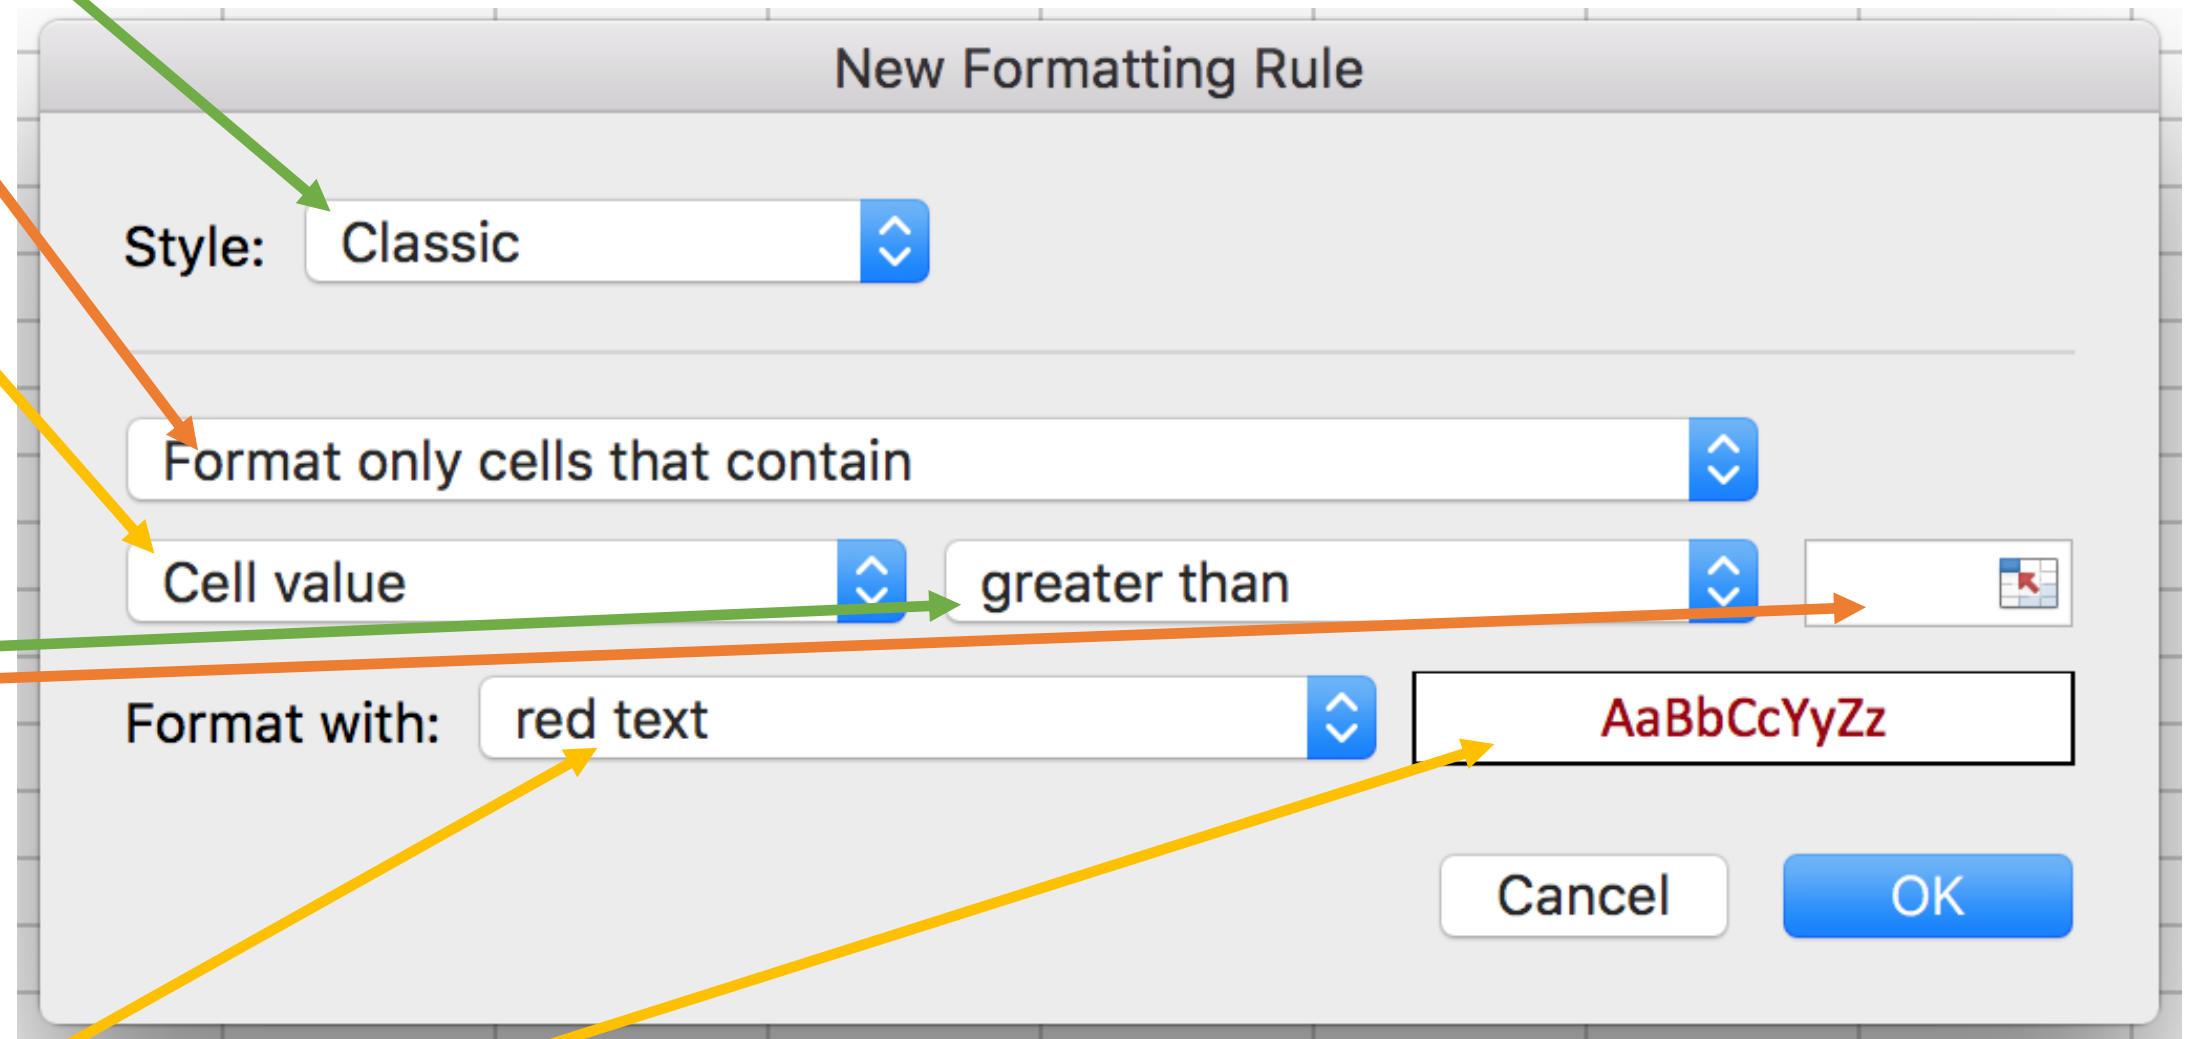 New Formatting Rule
Style: Classic
Format only cells that contain
Cell value greater than
Format with: red text AaBbCcYyZz
Cancel OK